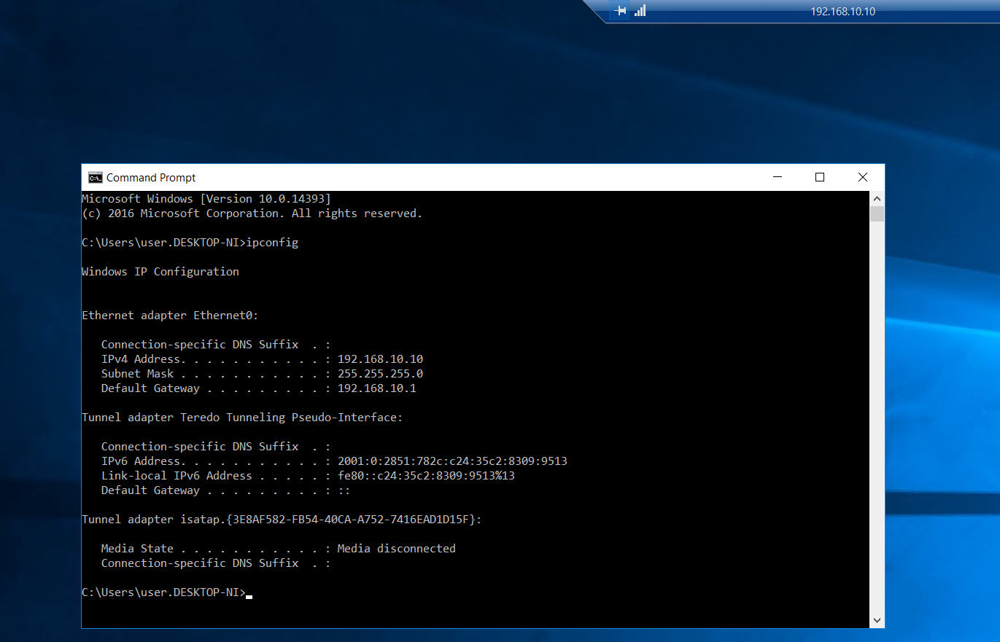 192.168.10.10
Command Prompt
Microsoft Windows [Version 10.0.14393]
(c) 2016 Microsoft Corporation. All rights reserved.
C:\Users\user.DESKTOP-NI>ipconfig
Windows IP Configuration
Ethernet adapter Ethernet0:
Connection-specific DNS Suffix  . :
IPv4 Address. . . . . . . . . . . : 192.168.10.10
Subnet Mask . . . . . . . . . . . : 255.255.255.0
Default Gateway . . . . . . . . . : 192.168.10.1
Tunnel adapter Teredo Tunneling Pseudo-Interface:
Connection-specific DNS Suffix  . :
IPv6 Address. . . . . . . . . . . : 2001:0:2851:782c:c24:35c2:8309:9513
Link-local IPv6 Address . . . . . : fe80::c24:35c2:8309:9513%13
Default Gateway . . . . . . . . . : ::
Tunnel adapter isatap.{3E8AF582-FB54-40CA-A752-7416EAD1D15F}:
Media State . . . . . . . . . . . : Media disconnected
Connection-specific DNS Suffix  . :
C:\Users\user.DESKTOP-NI>